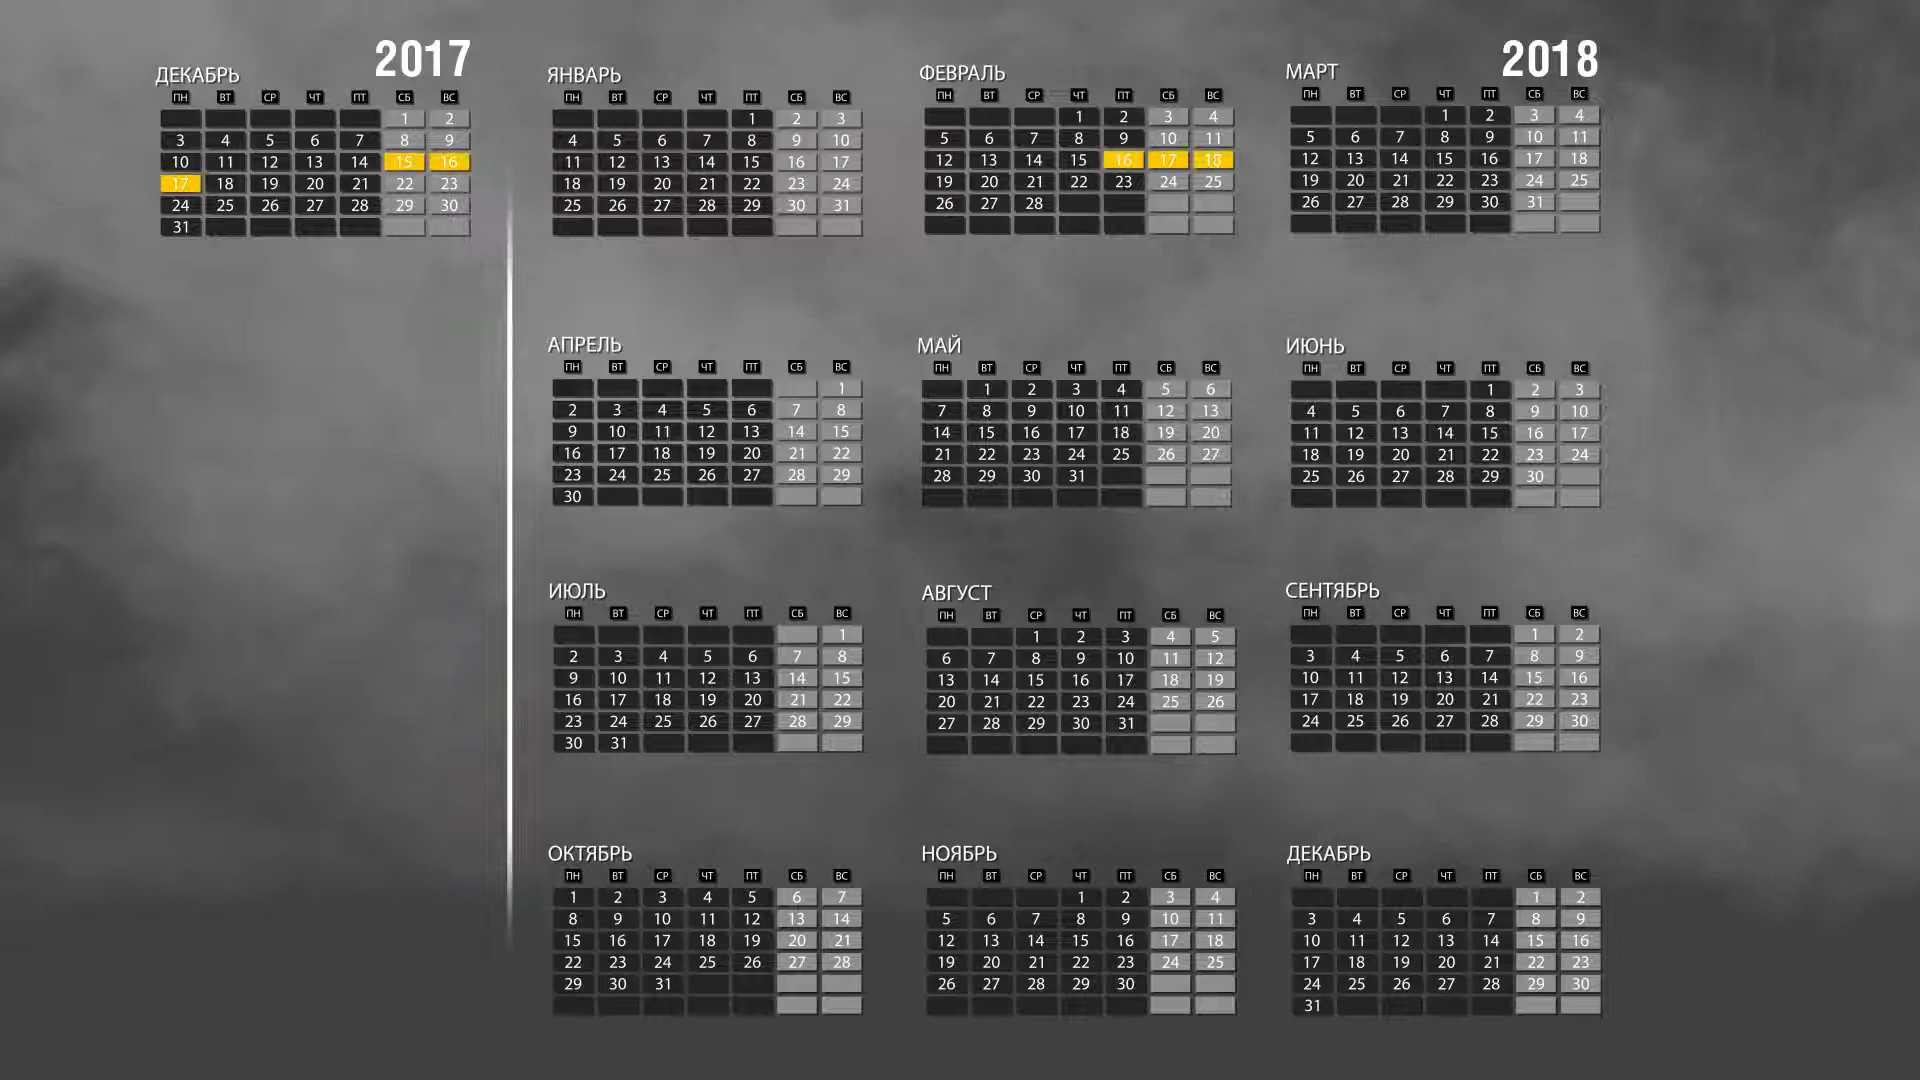 2017
ДЕКАБРЬ
ПН ВТ СР ЧТ ПТ СБ ВС
1 2
3 4 5 6 7 8 9
10 11 12 13 14 15 16
17 18 19 20 21 22 23
24 25 26 27 28 29 30
31
2018
ЯНВАРЬ
ПН ВТ СР ЧТ ПТ СБ ВС
1 2 3
4 5 6 7 8 9 10
11 12 13 14 15 16 17
18 19 20 21 22 23 24
25 26 27 28 29 30 31
ФЕВРАЛЬ
ПН ВТ СР ЧТ ПТ СБ ВС
1 2 3 4
5 6 7 8 9 10 11
12 13 14 15 16 17 18
19 20 21 22 23 24 25
26 27 28
МАРТ
ПН ВТ СР ЧТ ПТ СБ ВС
1 2 3 4
5 6 7 8 9 10 11
12 13 14 15 16 17 18
19 20 21 22 23 24 25
26 27 28 29 30 31
АПРЕЛЬ
ПН ВТ СР ЧТ ПТ СБ ВС
1
2 3 4 5 6 7 8
9 10 11 12 13 14 15
16 17 18 19 20 21 22
23 24 25 26 27 28 29
30
МАЙ
ПН ВТ СР ЧТ ПТ СБ ВС
1 2 3 4 5 6
7 8 9 10 11 12 13
14 15 16 17 18 19 20
21 22 23 24 25 26 27
28 29 30 31
ИЮНЬ
ПН ВТ СР ЧТ ПТ СБ ВС
1 2 3
4 5 6 7 8 9 10
11 12 13 14 15 16 17
18 19 20 21 22 23 24
25 26 27 28 29 30
ИЮЛЬ
ПН ВТ СР ЧТ ПТ СБ ВС
1
2 3 4 5 6 7 8
9 10 11 12 13 14 15
16 17 18 19 20 21 22
23 24 25 26 27 28 29
30 31
АВГУСТ
ПН ВТ СР ЧТ ПТ СБ ВС
1 2 3 4 5
6 7 8 9 10 11 12
13 14 15 16 17 18 19
20 21 22 23 24 25 26
27 28 29 30 31
СЕНТЯБРЬ
ПН ВТ СР ЧТ ПТ СБ ВС
1 2
3 4 5 6 7 8 9
10 11 12 13 14 15 16
17 18 19 20 21 22 23
24 25 26 27 28 29 30
ОКТЯБРЬ
ПН ВТ СР ЧТ ПТ СБ ВС
1 2 3 4 5 6 7
8 9 10 11 12 13 14
15 16 17 18 19 20 21
22 23 24 25 26 27 28
29 30 31
НОЯБРЬ
ПН ВТ СР ЧТ ПТ СБ ВС
1 2 3 4
5 6 7 8 9 10 11
12 13 14 15 16 17 18
19 20 21 22 23 24 25
26 27 28 29 30
ДЕКАБРЬ
ПН ВТ СР ЧТ ПТ СБ ВС
1 2
3 4 5 6 7 8 9
10 11 12 13 14 15 16
17 18 19 20 21 22 23
24 25 26 27 28 29 30
31